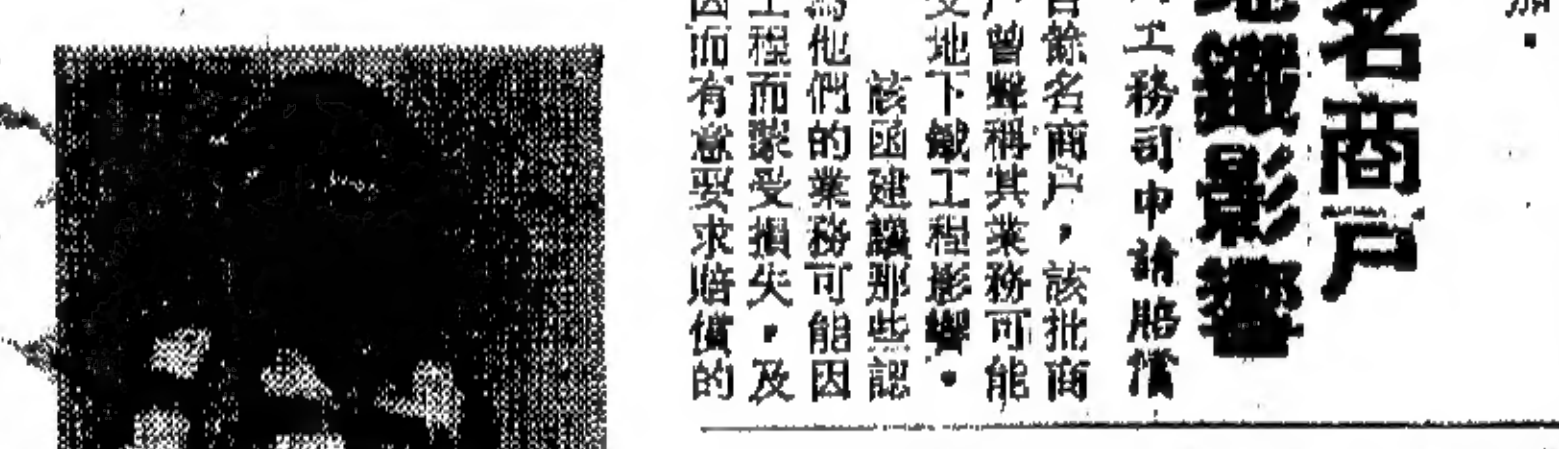 加．
名商戶
地鐵影響
工務司申請賠償
百餘名商戶，該批商
戶曾聲稱其業務可能
受地下鐵工程影響．
該函建議那些認
為他們的業務可能因
工程而蒙受損失，及
因而有意要求賠償的